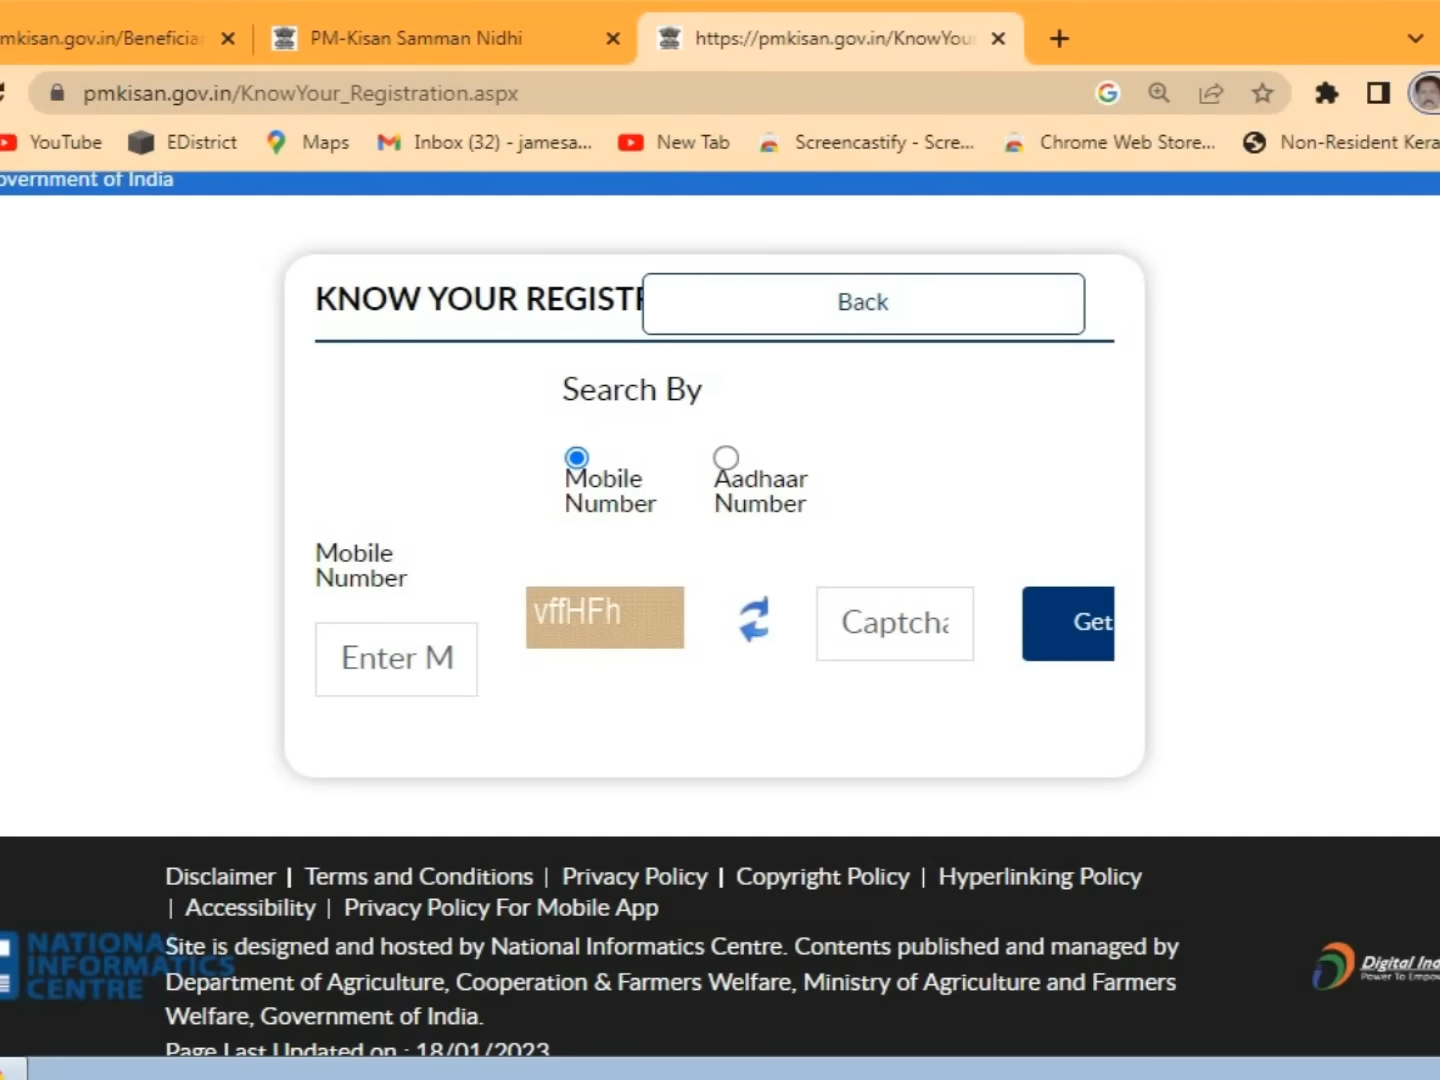 mkisan.gov.in/Beneficia
PM-Kisan Samman Nidhi
https://pmkisan.gov.in/KnowYou
pmkisan.gov.in/KnowYour_Registration.aspx
YouTube
EDistrict
Maps
Inbox (32) - jamesa...
New Tab
Screencastify - Scre...
Chrome Web Store...
Non-Resident Kera
overnment of India
KNOW YOUR REGISTR
Back
Search By
Mobile
Number
Aadhaar
Number
Mobile
Number
Enter M
vffHFh
Captcha
Get
Disclaimer | Terms and Conditions | Privacy Policy | Copyright Policy | Hyperlinking Policy
| Accessibility | Privacy Policy For Mobile App
NATIONAL
INFORMATICS
CENTRE
Site is designed and hosted by National Informatics Centre. Contents published and managed by
Department of Agriculture, Cooperation & Farmers Welfare, Ministry of Agriculture and Farmers
Welfare, Government of India.
Page Last Updated on : 18/01/2023
Digital Ind
Power To Empow